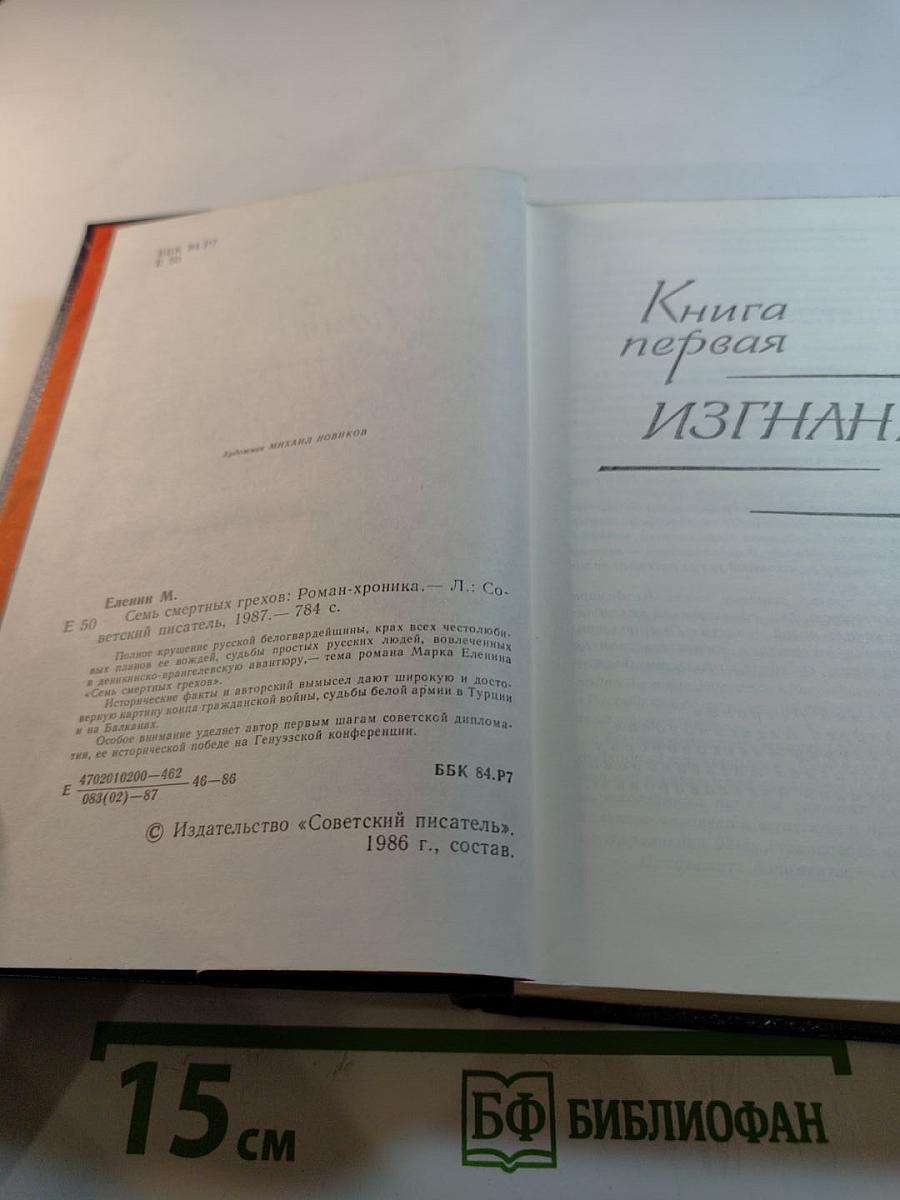 ББК 84.Р7
Е 50
Художник МИХАИЛ НОВИКОВ
Еленин М.
Е 50 Семь смертных грехов: Роман-хроника.— Л.: Со-
ветский писатель, 1987.— 784 с.
Полное крушение русской белогвардейщины, крах всех честолюби-
вых планов ее вождей, судьбы простых русских людей, вовлеченных
в деникинско-врангелевскую авантюру,— тема романа Марка Еленина
«Семь смертных грехов».
Исторические факты и авторский вымысел дают широкую и досто-
верную картину конца гражданской войны, судьбы белой армии в Турции
и на Балканах.
Особое внимание уделяет автор первым шагам советской диплома-
тии, ее исторической победе на Генуэзской конференции.
Е 4702010200—462 46—86
083(02)—87
ББК 84.Р7
© Издательство «Советский писатель».
1986 г., состав.
Книга
первая
ИЗГНАН
15 см
БФ БИБЛИОФАН